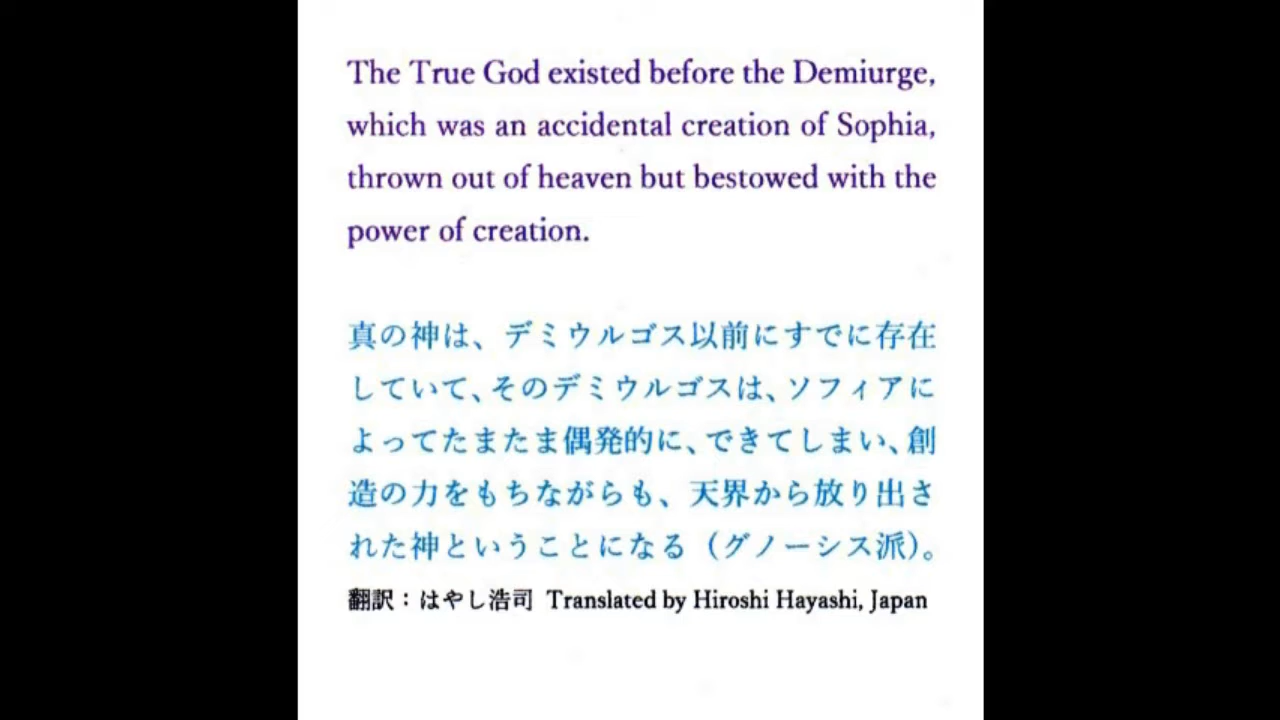 The True God existed before the Demiurge,
which was an accidental creation of Sophia,
thrown out of heaven but bestowed with the
power of creation.
真の神は、デミウルゴス以前にすでに存在
していて、そのデミウルゴスは、ソフィアに
よってたまたま偶発的に、できてしまい、創
造の力をもちながらも、天界から放り出さ
れた神ということになる（グノーシス派）。
翻訳：はやし浩司 Translated by Hiroshi Hayashi, Japan